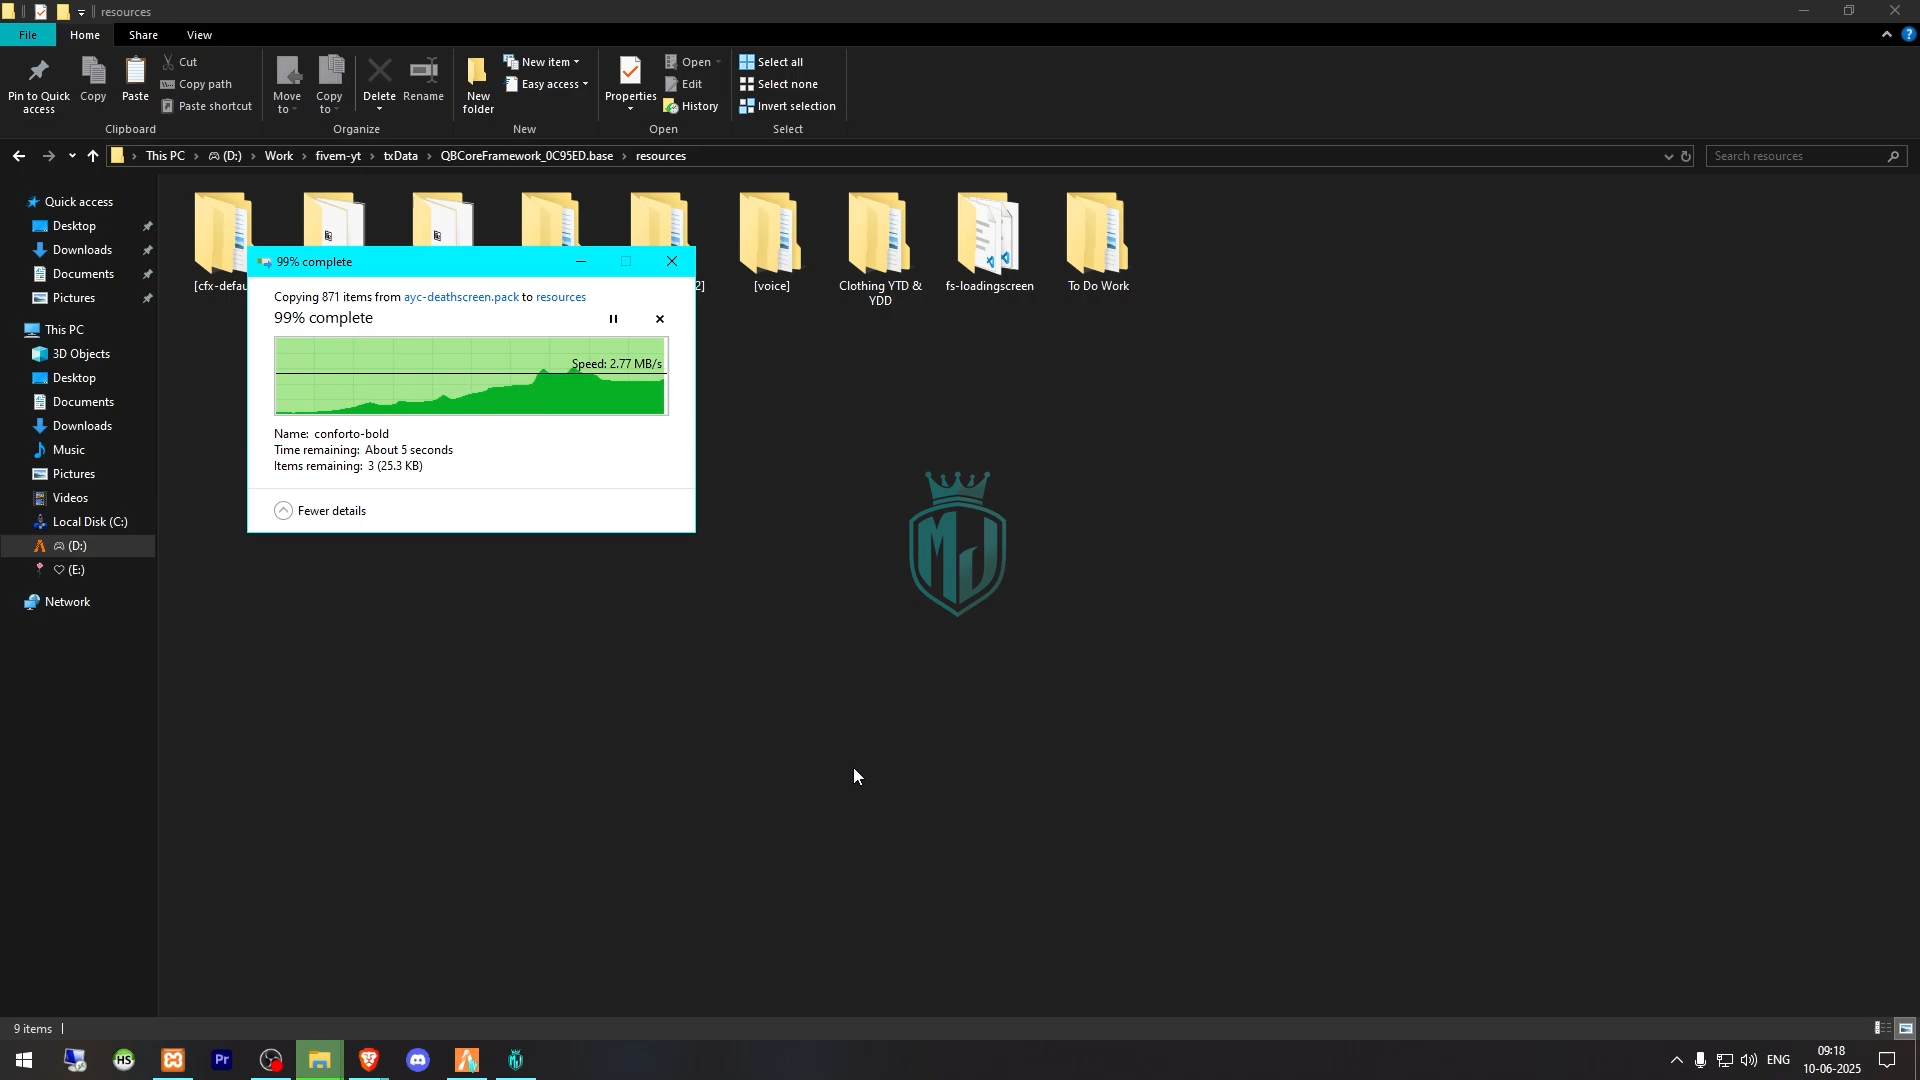 resources
File Home Share View
Pin to Quick access
Copy
Paste
Cut
Copy path
Paste shortcut
Clipboard
Move to
Copy to
Delete
Rename
Organize
New folder
New item
Easy access
New
Properties
Open
Edit
History
Open
Select all
Select none
Invert selection
Select
This PC › (D:) › Work › fivem-yt › txData › QBCoreFramework_0C95ED.base › resources
Search resources
Quick access
Desktop
Downloads
Documents
Pictures
This PC
3D Objects
Desktop
Documents
Downloads
Music
Pictures
Videos
Local Disk (C:)
(D:)
(E:)
Network
[cfx-defau
2]
[voice]
Clothing YTD & YDD
fs-loadingscreen
To Do Work
99% complete
Copying 871 items from ayc-deathscreen.pack to resources
99% complete
Speed: 2.77 MB/s
Name: conforto-bold
Time remaining: About 5 seconds
Items remaining: 3 (25.3 KB)
Fewer details
MJ
9 items
HS
Pr
ENG
09:18
10-06-2025